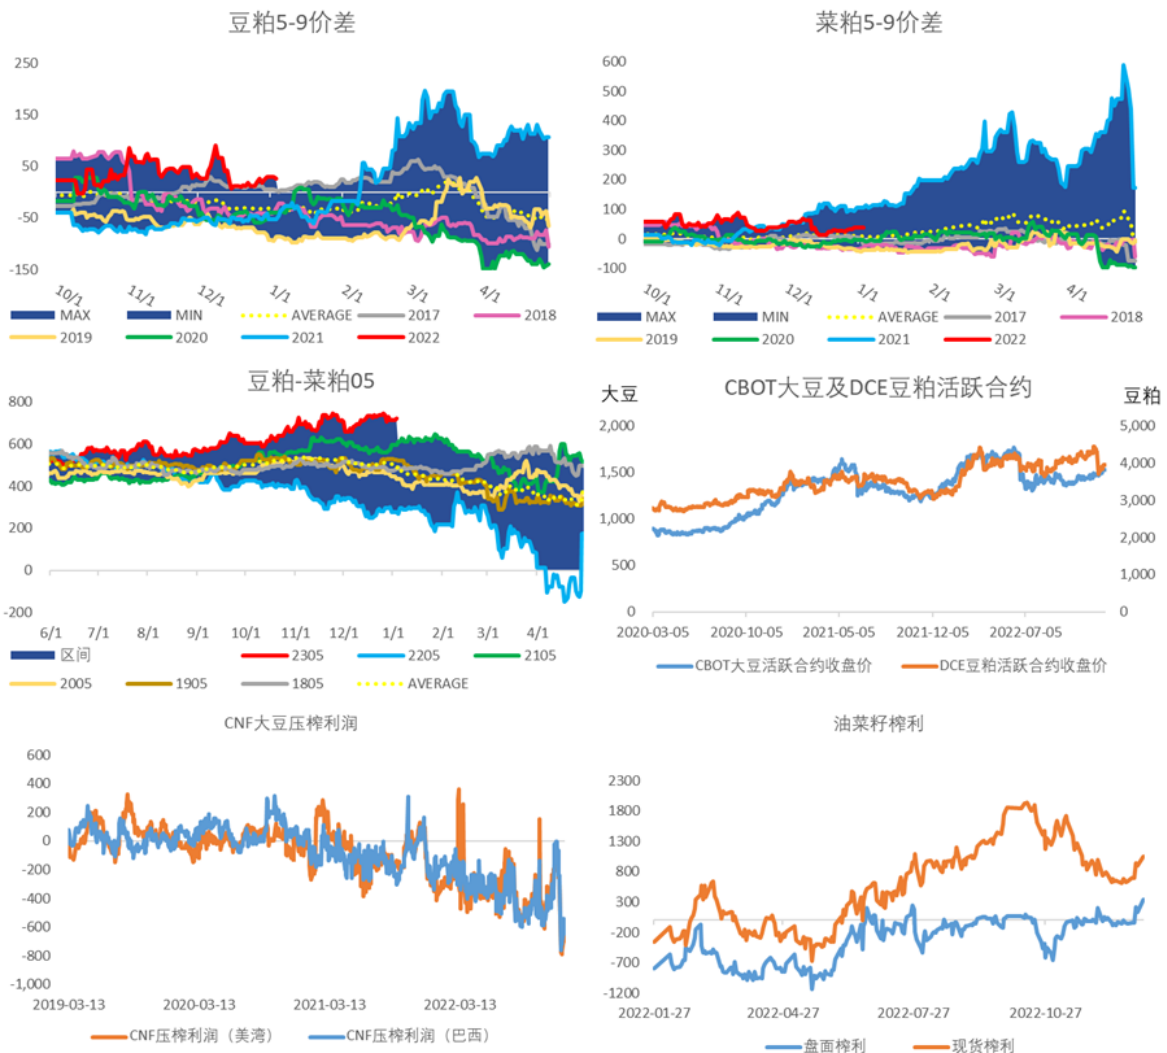 豆粕5-9价差
250
150
50
-50
-150
10/1 11/1 12/1 1/1 2/1 3/1 4/1
MAX MIN AVERAGE 2017 2018
2019 2020 2021 2022
菜粕5-9价差
600
500
400
300
200
100
0
-100
10/1 11/1 12/1 1/1 2/1 3/1 4/1
MAX MIN AVERAGE 2017 2018
2019 2020 2021 2022
豆粕-菜粕05
800
600
400
200
0
-200
6/1 7/1 8/1 9/1 10/1 11/1 12/1 1/1 2/1 3/1 4/1
区间 2305 2205 2105
2005 1905 1805 AVERAGE
大豆 CBOT大豆及DCE豆粕活跃合约 豆粕
2,000 5,000
1,500 4,000
1,000 3,000
500 2,000
0 1,000
0
2020-03-05 2020-10-05 2021-05-05 2021-12-05 2022-07-05
CBOT大豆活跃合约收盘价 DCE豆粕活跃合约收盘价
CNF大豆压榨利润
600
400
200
0
-200
-400
-600
-800
-1,000
2019-03-13 2020-03-13 2021-03-13 2022-03-13
CNF压榨利润（美湾） CNF压榨利润（巴西）
油菜籽榨利
2300
1800
1300
800
300
-200
-700
-1200
2022-01-27 2022-04-27 2022-07-27 2022-10-27
盘面榨利 现货榨利